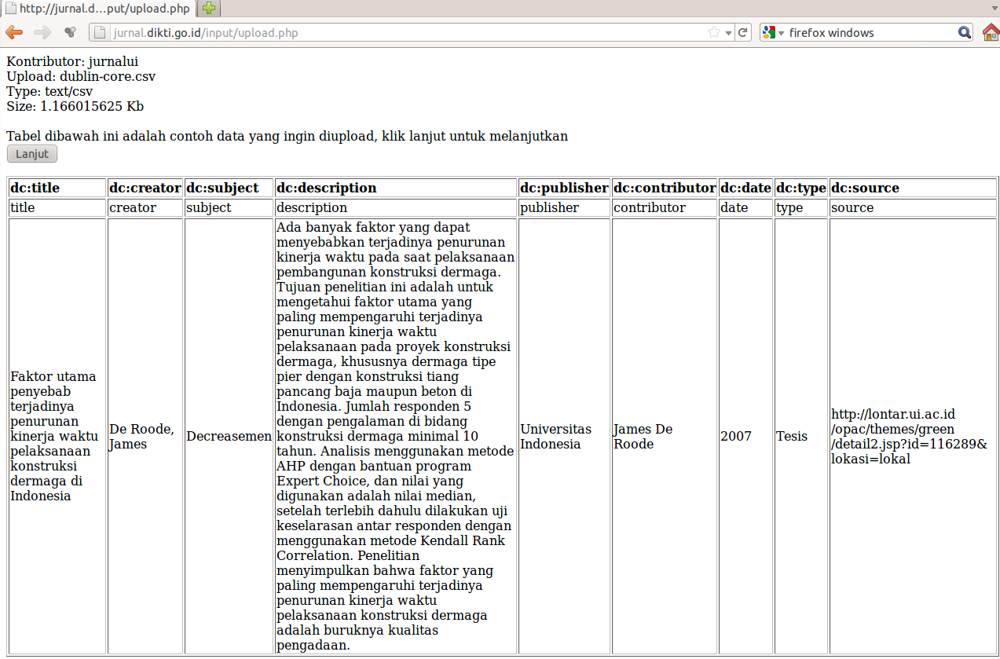 http://jurnal.d...put/upload.php
jurnal.dikti.go.id/input/upload.php
firefox windows
Kontributor: jurnalui
Upload: dublin-core.csv
Type: text/csv
Size: 1.166015625 Kb
Tabel dibawah ini adalah contoh data yang ingin diupload, klik lanjut untuk melanjutkan
Lanjut
dc:title dc:creator dc:subject dc:description dc:publisher dc:contributor dc:date dc:type dc:source
title creator subject description publisher contributor date type source
Faktor utama
penyebab
terjadinya
penurunan
kinerja waktu
pelaksanaan
konstruksi
dermaga di
Indonesia
De Roode,
James
Decreasemen
Ada banyak faktor yang dapat
menyebabkan terjadinya penurunan
kinerja waktu pada saat pelaksanaan
pembangunan konstruksi dermaga.
Tujuan penelitian ini adalah untuk
mengetahui faktor utama yang
paling mempengaruhi terjadinya
penurunan kinerja waktu
pelaksanaan pada proyek konstruksi
dermaga, khususnya dermaga tipe
pier dengan konstruksi tiang
pancang baja maupun beton di
Indonesia. Jumlah responden 5
dengan pengalaman di bidang
konstruksi dermaga minimal 10
tahun. Analisis menggunakan metode
AHP dengan bantuan program
Expert Choice, dan nilai yang
digunakan adalah nilai median,
setelah terlebih dahulu dilakukan uji
keselarasan antar responden dengan
menggunakan metode Kendall Rank
Correlation. Penelitian
menyimpulkan bahwa faktor yang
paling mempengaruhi terjadinya
penurunan kinerja waktu
pelaksanaan konstruksi dermaga
adalah buruknya kualitas
pengadaan.
Universitas
Indonesia
James De
Roode
2007
Tesis
http://lontar.ui.ac.id
/opac/themes/green
/detail2.jsp?id=116289&
lokasi=lokal